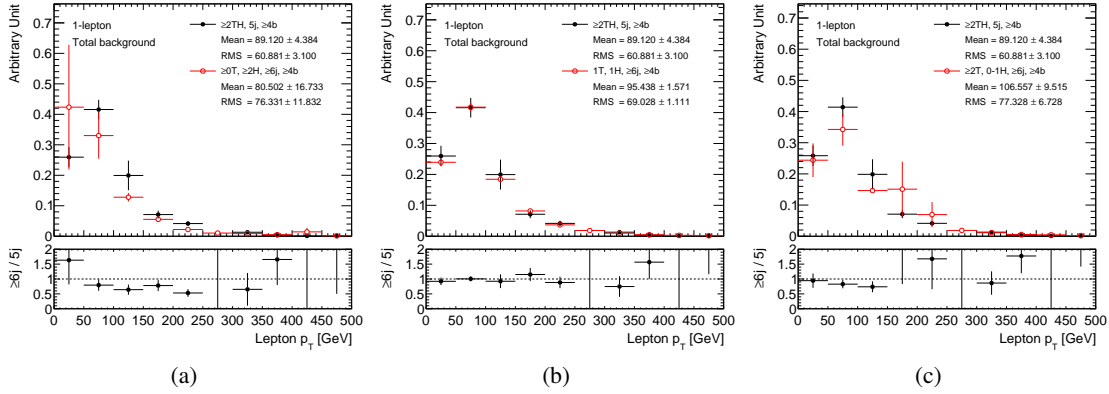 1-lepton
Total background
≥2TH, 5j, ≥4b
Mean = 89.120 ± 4.384
RMS = 60.881± 3.100
≥0T, ≥2H, ≥6j, ≥4b
Mean = 80.502 ± 16.733
RMS = 76.331± 11.832
Arbitrary Unit
0.7
0.6
0.5
0.4
0.3
0.2
0.1
0
≥6j / 5j
2
1.5
1
0.5
0
0 50 100 150 200 250 300 350 400 450 500
Lepton p_T [GeV]
(a)
1-lepton
Total background
≥2TH, 5j, ≥4b
Mean = 89.120 ± 4.384
RMS = 60.881± 3.100
1T, 1H, ≥6j, ≥4b
Mean = 95.438 ± 1.571
RMS = 69.028 ± 1.111
Arbitrary Unit
0.7
0.6
0.5
0.4
0.3
0.2
0.1
0
≥6j / 5j
2
1.5
1
0.5
0
0 50 100 150 200 250 300 350 400 450 500
Lepton p_T [GeV]
(b)
1-lepton
Total background
≥2TH, 5j, ≥4b
Mean = 89.120 ± 4.384
RMS = 60.881± 3.100
≥2T, 0-1H, ≥6j, ≥4b
Mean = 106.557 ± 9.515
RMS = 77.328 ± 6.728
Arbitrary Unit
0.7
0.6
0.5
0.4
0.3
0.2
0.1
0
≥6j / 5j
2
1.5
1
0.5
0
0 50 100 150 200 250 300 350 400 450 500
Lepton p_T [GeV]
(c)